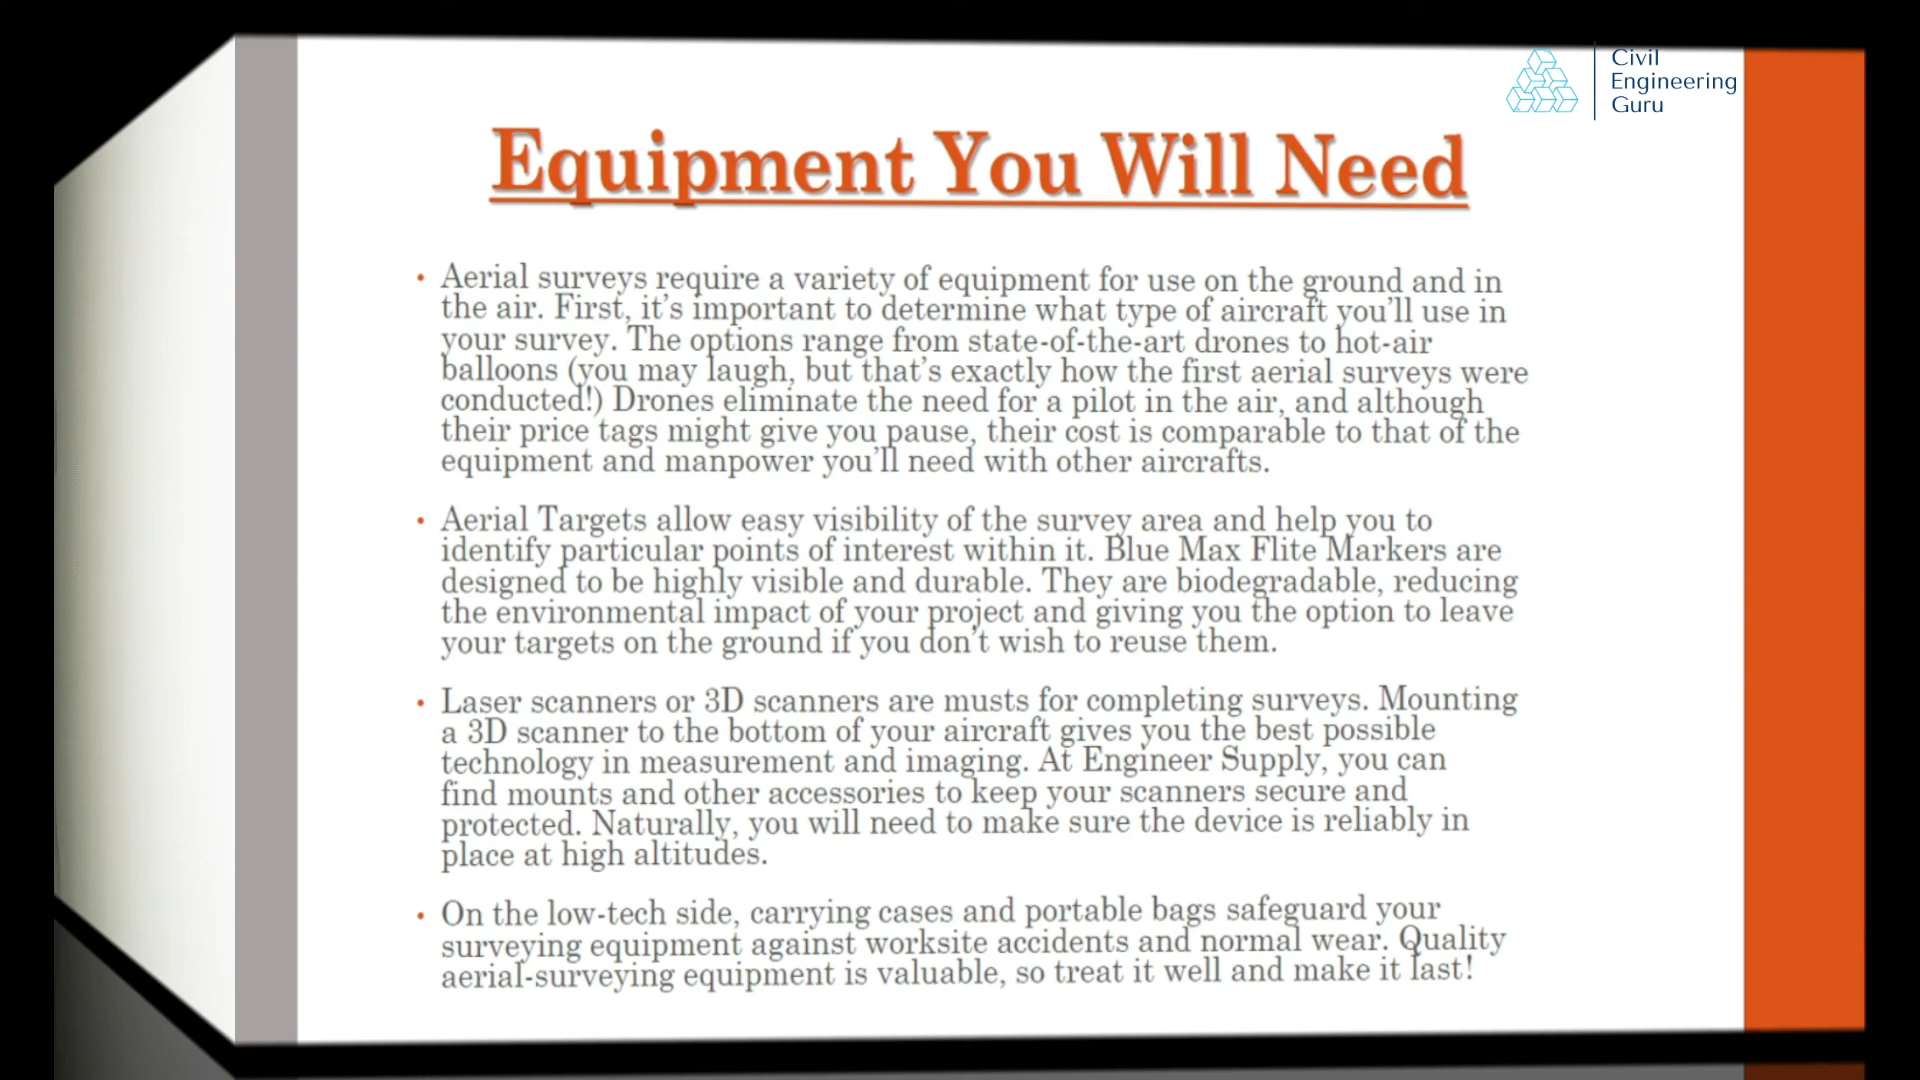 Civil
Engineering
Guru
Equipment You Will Need
• Aerial surveys require a variety of equipment for use on the ground and in
the air. First, it’s important to determine what type of aircraft you’ll use in
your survey. The options range from state-of-the-art drones to hot-air
balloons (you may laugh, but that’s exactly how the first aerial surveys were
conducted!) Drones eliminate the need for a pilot in the air, and although
their price tags might give you pause, their cost is comparable to that of the
equipment and manpower you’ll need with other aircrafts.
• Aerial Targets allow easy visibility of the survey area and help you to
identify particular points of interest within it. Blue Max Flite Markers are
designed to be highly visible and durable. They are biodegradable, reducing
the environmental impact of your project and giving you the option to leave
your targets on the ground if you don’t wish to reuse them.
• Laser scanners or 3D scanners are musts for completing surveys. Mounting
a 3D scanner to the bottom of your aircraft gives you the best possible
technology in measurement and imaging. At Engineer Supply, you can
find mounts and other accessories to keep your scanners secure and
protected. Naturally, you will need to make sure the device is reliably in
place at high altitudes.
• On the low-tech side, carrying cases and portable bags safeguard your
surveying equipment against worksite accidents and normal wear. Quality
aerial-surveying equipment is valuable, so treat it well and make it last!